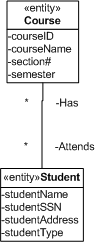 «entity»
Course
-courseID
-courseName
-section#
-semester
* -Has
* -Attends
«entity»Student
-studentName
-studentSSN
-studentAddress
-studentType